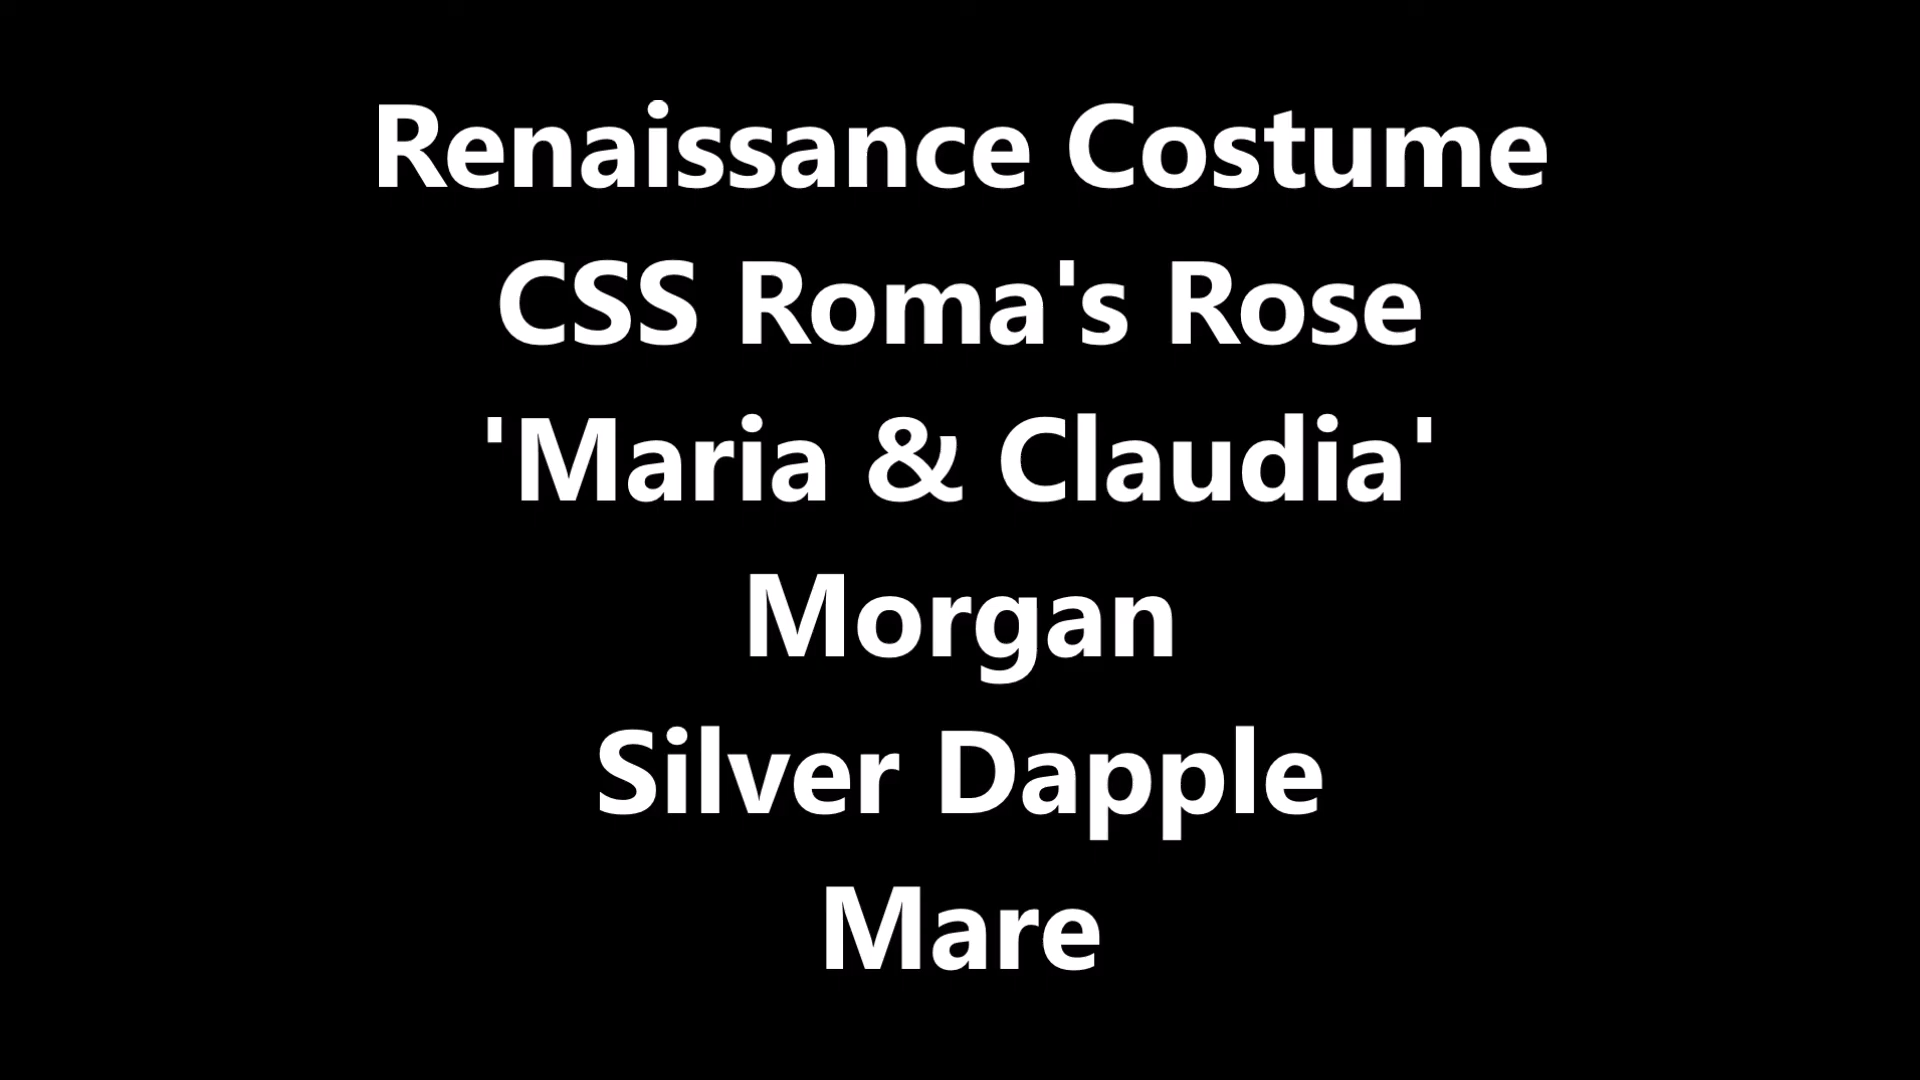 Renaissance Costume
CSS Roma's Rose
'Maria & Claudia'
Morgan
Silver Dapple
Mare